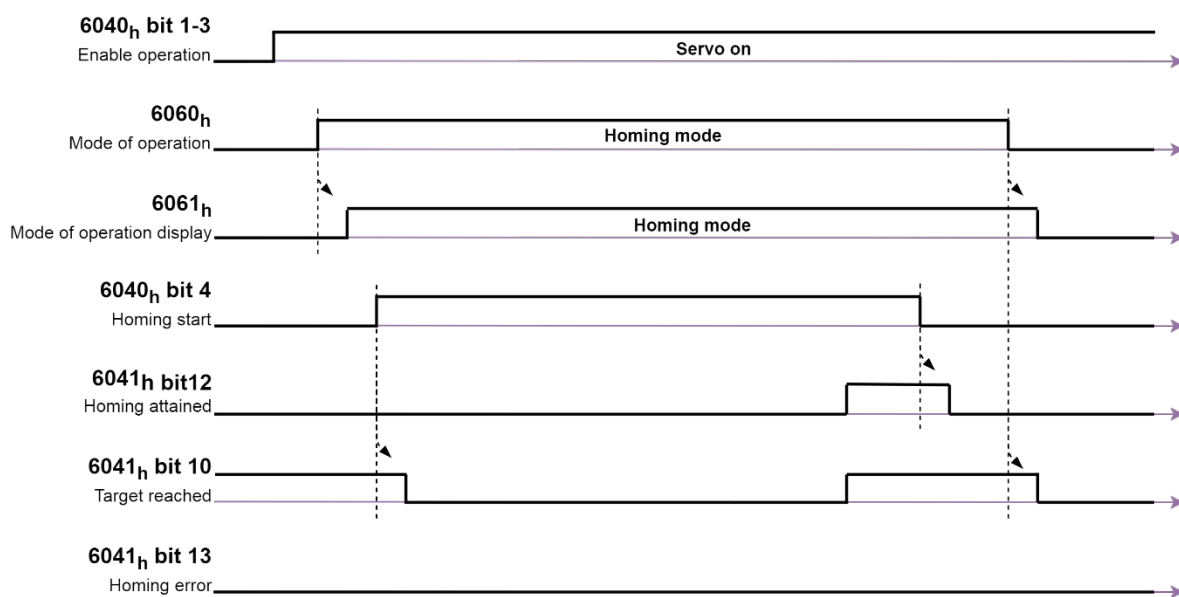 6040h bit 1-3
Enable operation
Servo on
6060h
Mode of operation
Homing mode
6061h
Mode of operation display
Homing mode
6040h bit 4
Homing start
6041h bit12
Homing attained
6041h bit 10
Target reached
6041h bit 13
Homing error